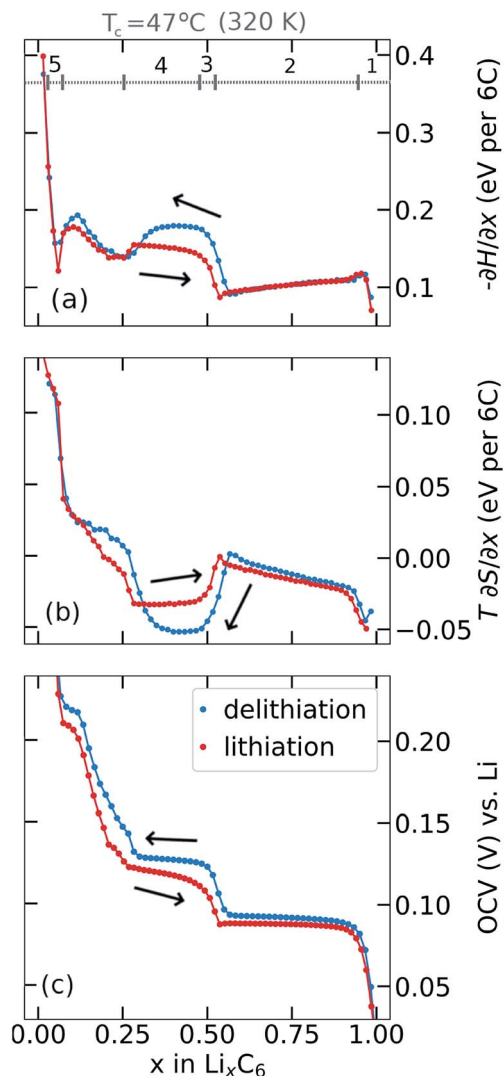 T_c=47°C (320 K)
5 4 3 2 1
0.4
0.3
0.2
0.1
-∂H/∂x (eV per 6C)
(a)
0.10
0.05
0.00
−0.05
T ∂S/∂x (eV per 6C)
(b)
delithiation
lithiation
0.20
0.15
0.10
0.05
OCV (V) vs. Li
(c)
0.00 0.25 0.50 0.75 1.00
x in Li_xC_6